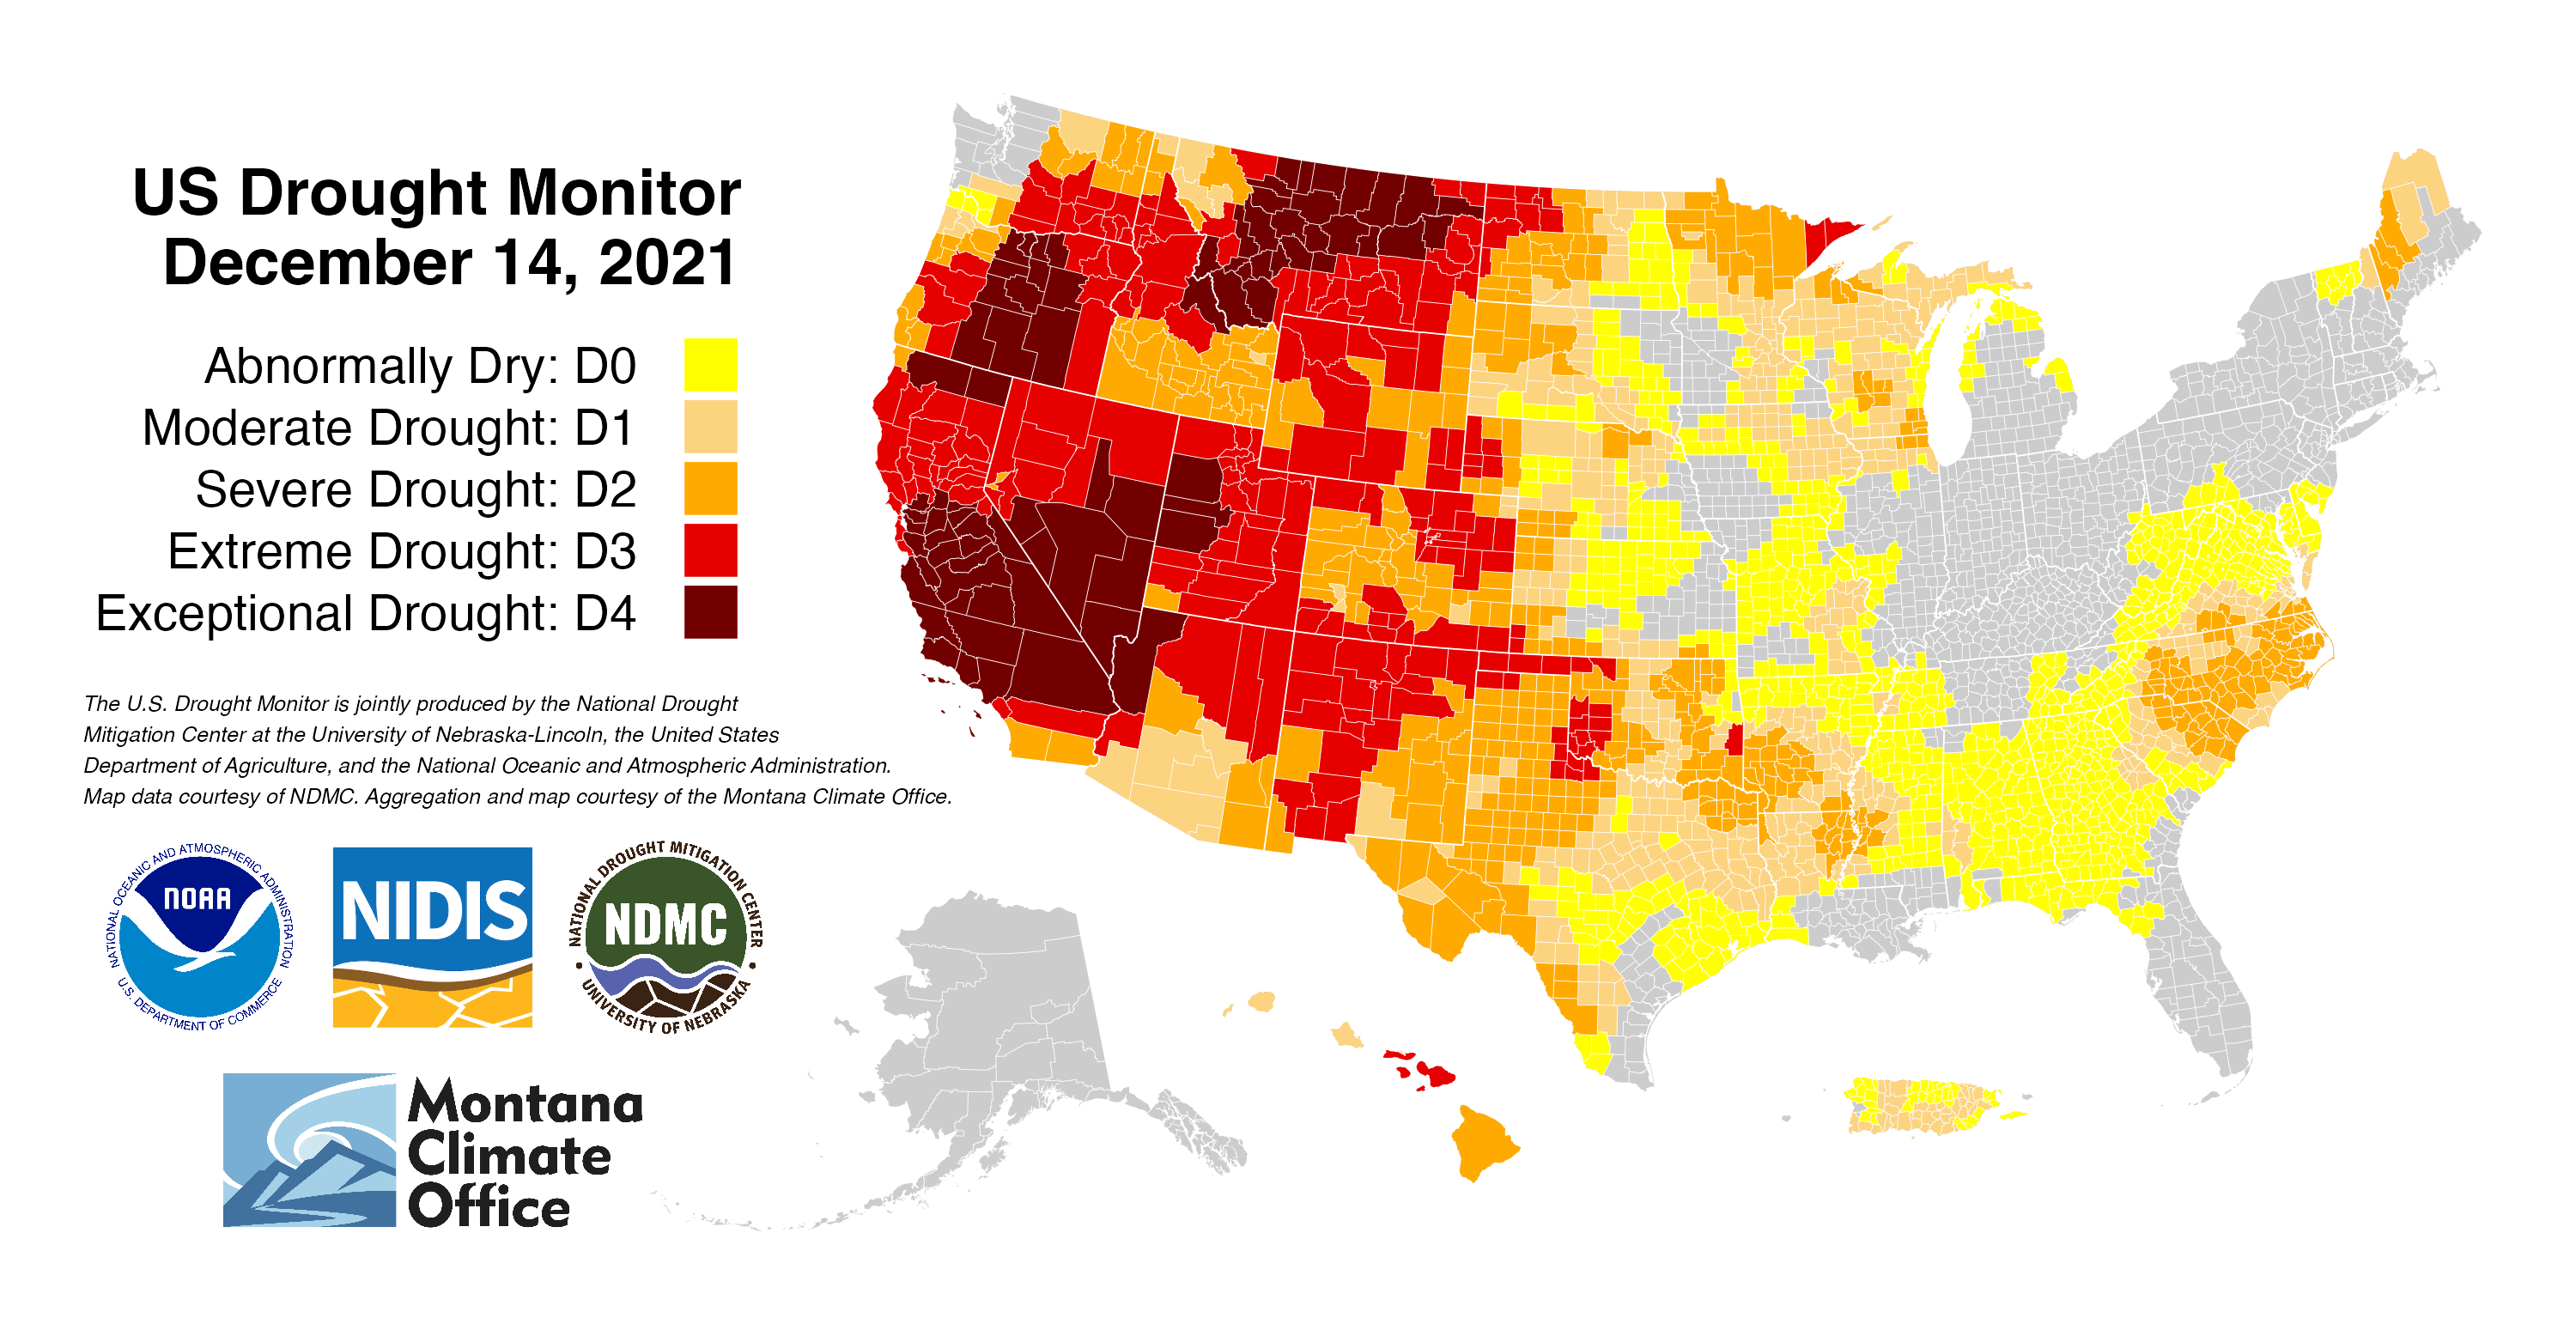 US Drought Monitor
December 14, 2021
Abnormally Dry: D0
Moderate Drought: D1
Severe Drought: D2
Extreme Drought: D3
Exceptional Drought: D4
The U.S. Drought Monitor is jointly produced by the National Drought
Mitigation Center at the University of Nebraska-Lincoln, the United States
Department of Agriculture, and the National Oceanic and Atmospheric Administration.
Map data courtesy of NDMC. Aggregation and map courtesy of the Montana Climate Office.
NATIONAL OCEANIC AND ATMOSPHERIC ADMINISTRATION
NOAA
U.S. DEPARTMENT OF COMMERCE
NIDIS
NATIONAL DROUGHT MITIGATION CENTER
NDMC
UNIVERSITY OF NEBRASKA
Montana
Climate
Office